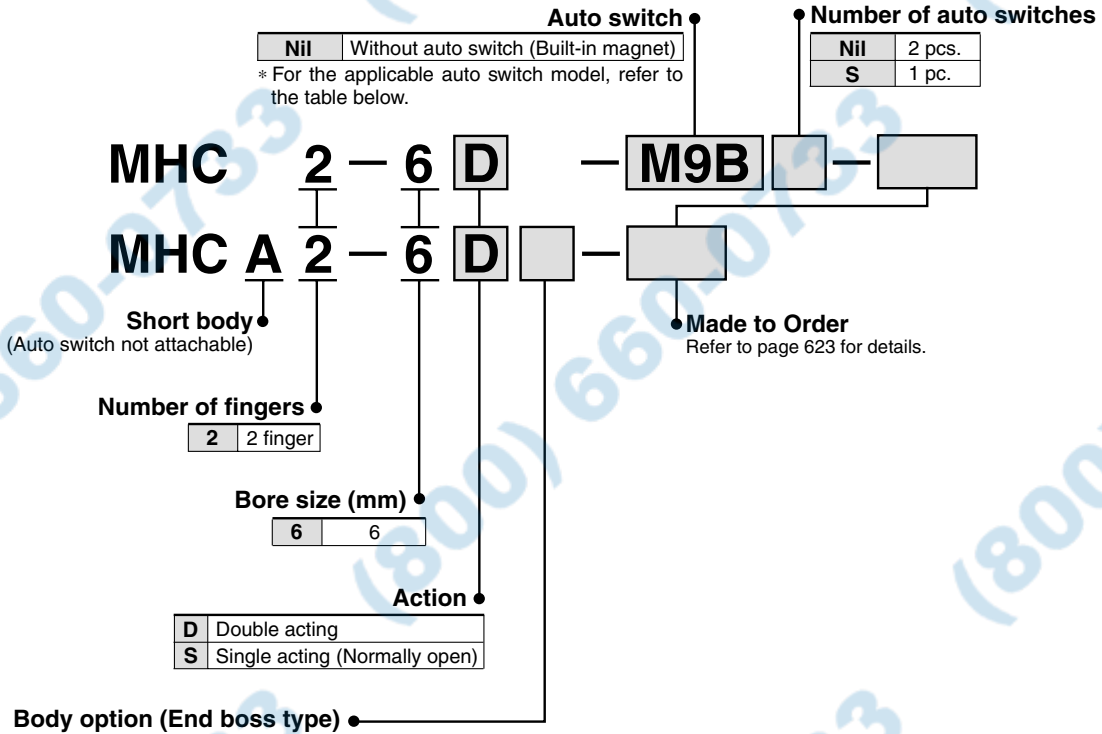 Auto switch
Number of auto switches
Nil Without auto switch (Built-in magnet)
Nil 2 pcs.
S 1 pc.
* For the applicable auto switch model, refer to
the table below.
MHC 2 — 6 D — M9B —
MHC A 2 — 6 D —
Short body
(Auto switch not attachable)
Made to Order
Refer to page 623 for details.
Number of fingers
2 2 finger
Bore size (mm)
6 6
Action
D Double acting
S Single acting (Normally open)
Body option (End boss type)
(800) 660-0733